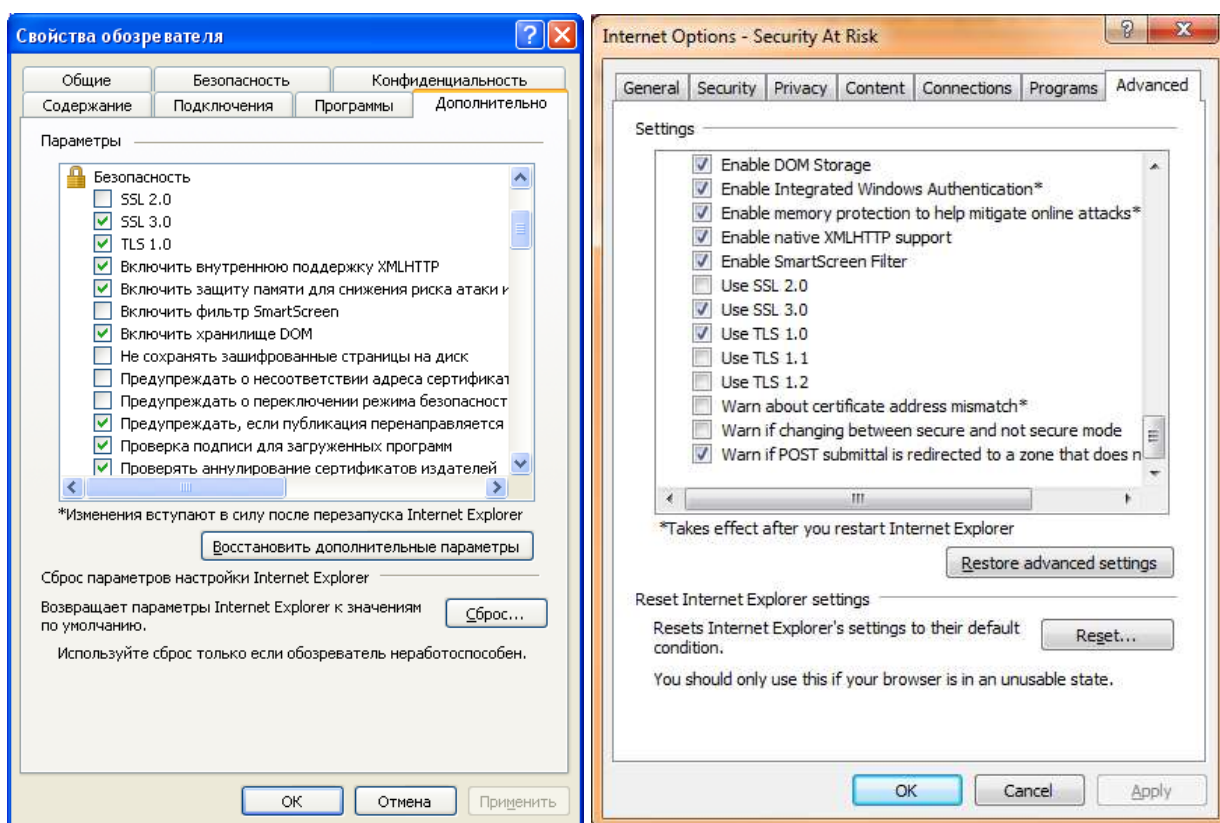 Свойства обозревателя
Общие Безопасность Конфиденциальность
Содержание Подключения Программы Дополнительно
Параметры
Безопасность
SSL 2.0
SSL 3.0
TLS 1.0
Включить внутреннюю поддержку XMLHTTP
Включить защиту памяти для снижения риска атаки и
Включить фильтр SmartScreen
Включить хранилище DOM
Не сохранять зашифрованные страницы на диск
Предупреждать о несоответствии адреса сертификат
Предупреждать о переключении режима безопасност
Предупреждать, если публикация перенаправляется
Проверка подписи для загруженных программ
Проверять аннулирование сертификатов издателей
*Изменения вступают в силу после перезапуска Internet Explorer
Восстановить дополнительные параметры
Сброс параметров настройки Internet Explorer
Возвращает параметры Internet Explorer к значениям
по умолчанию.
Сброс...
Используйте сброс только если обозреватель неработоспособен.
ОК Отмена Применить
Internet Options - Security At Risk
General Security Privacy Content Connections Programs Advanced
Settings
Enable DOM Storage
Enable Integrated Windows Authentication*
Enable memory protection to help mitigate online attacks*
Enable native XMLHTTP support
Enable SmartScreen Filter
Use SSL 2.0
Use SSL 3.0
Use TLS 1.0
Use TLS 1.1
Use TLS 1.2
Warn about certificate address mismatch*
Warn if changing between secure and not secure mode
Warn if POST submittal is redirected to a zone that does n
*Takes effect after you restart Internet Explorer
Restore advanced settings
Reset Internet Explorer settings
Resets Internet Explorer's settings to their default
condition.
Reset...
You should only use this if your browser is in an unusable state.
OK Cancel Apply